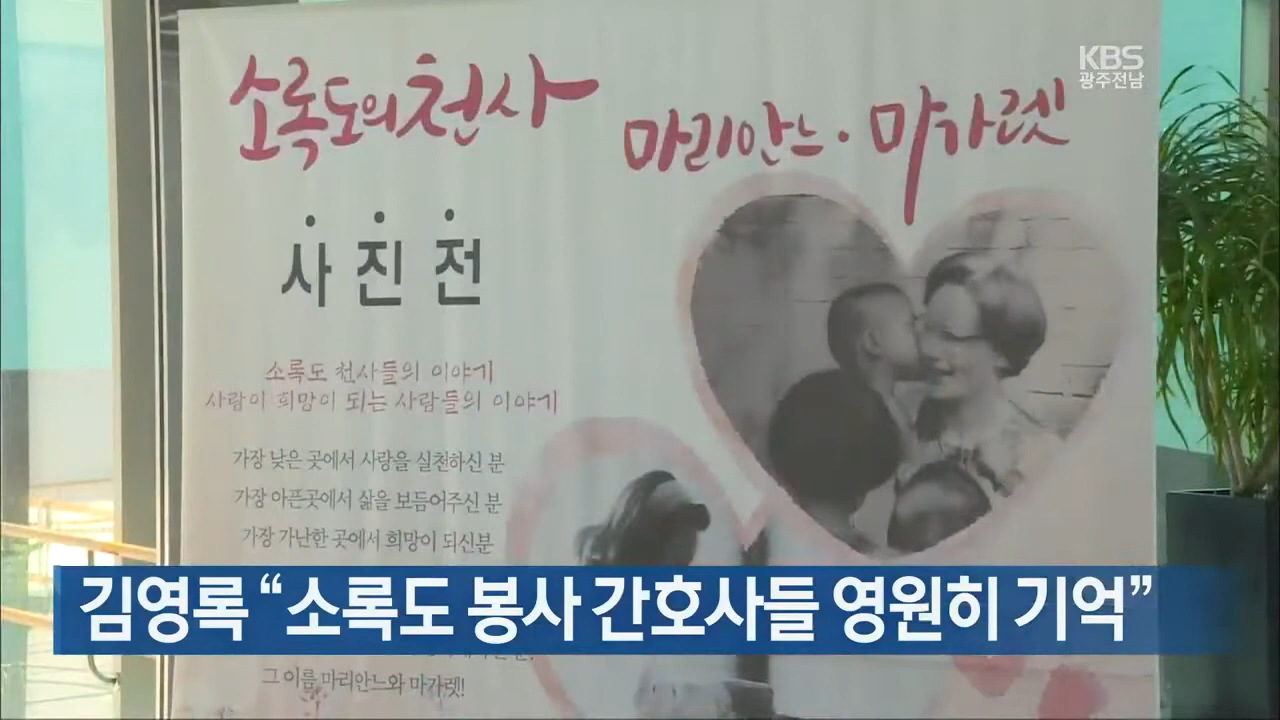 KBS
광주전남
소록도의 천사
마리안느·마가렛
사진전
소록도 천사들의 이야기
사람이 희망이 되는 사람들의 이야기
가장 낮은 곳에서 사랑을 실천하신 분
가장 아픈곳에서 삶을 보듬어주신 분
가장 가난한 곳에서 희망이 되신분
김영록 “소록도 봉사 간호사들 영원히 기억”
그 이름 마리안느와 마가렛!